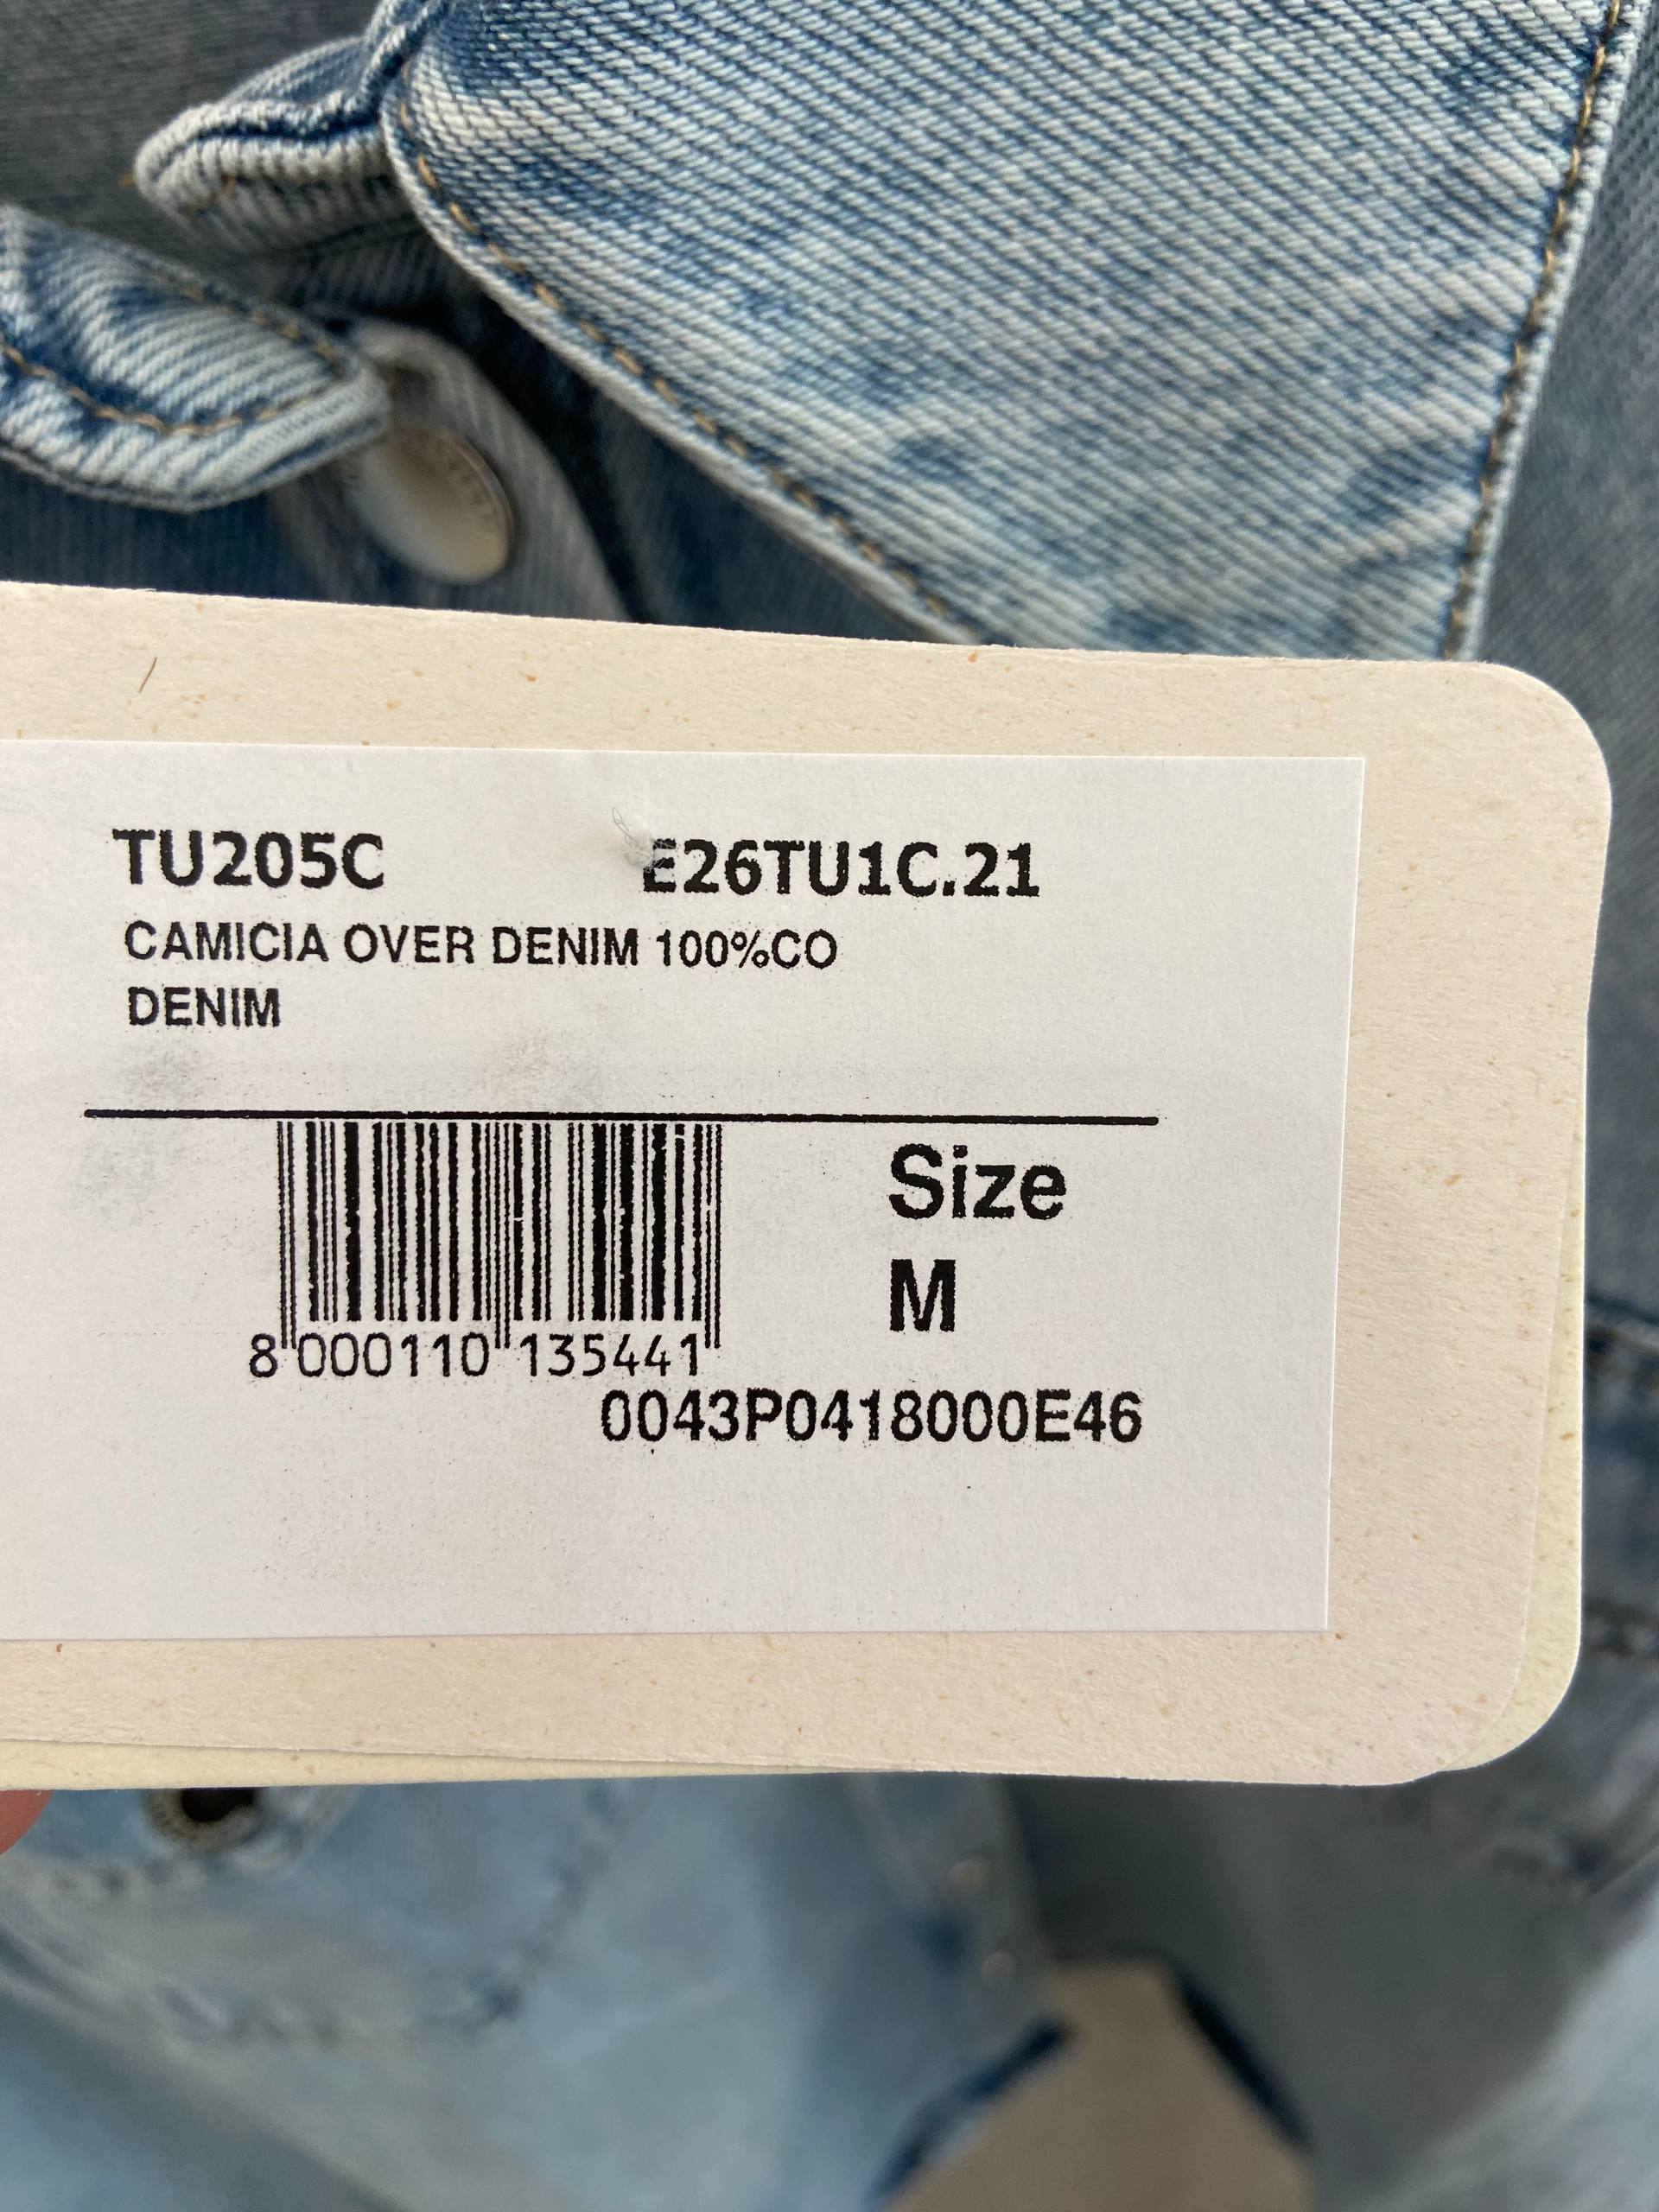 TU205C E26TU1C.21
CAMICIA OVER DENIM 100%CO
DENIM
Size
M
8 000110 135441
0043P0418000E46